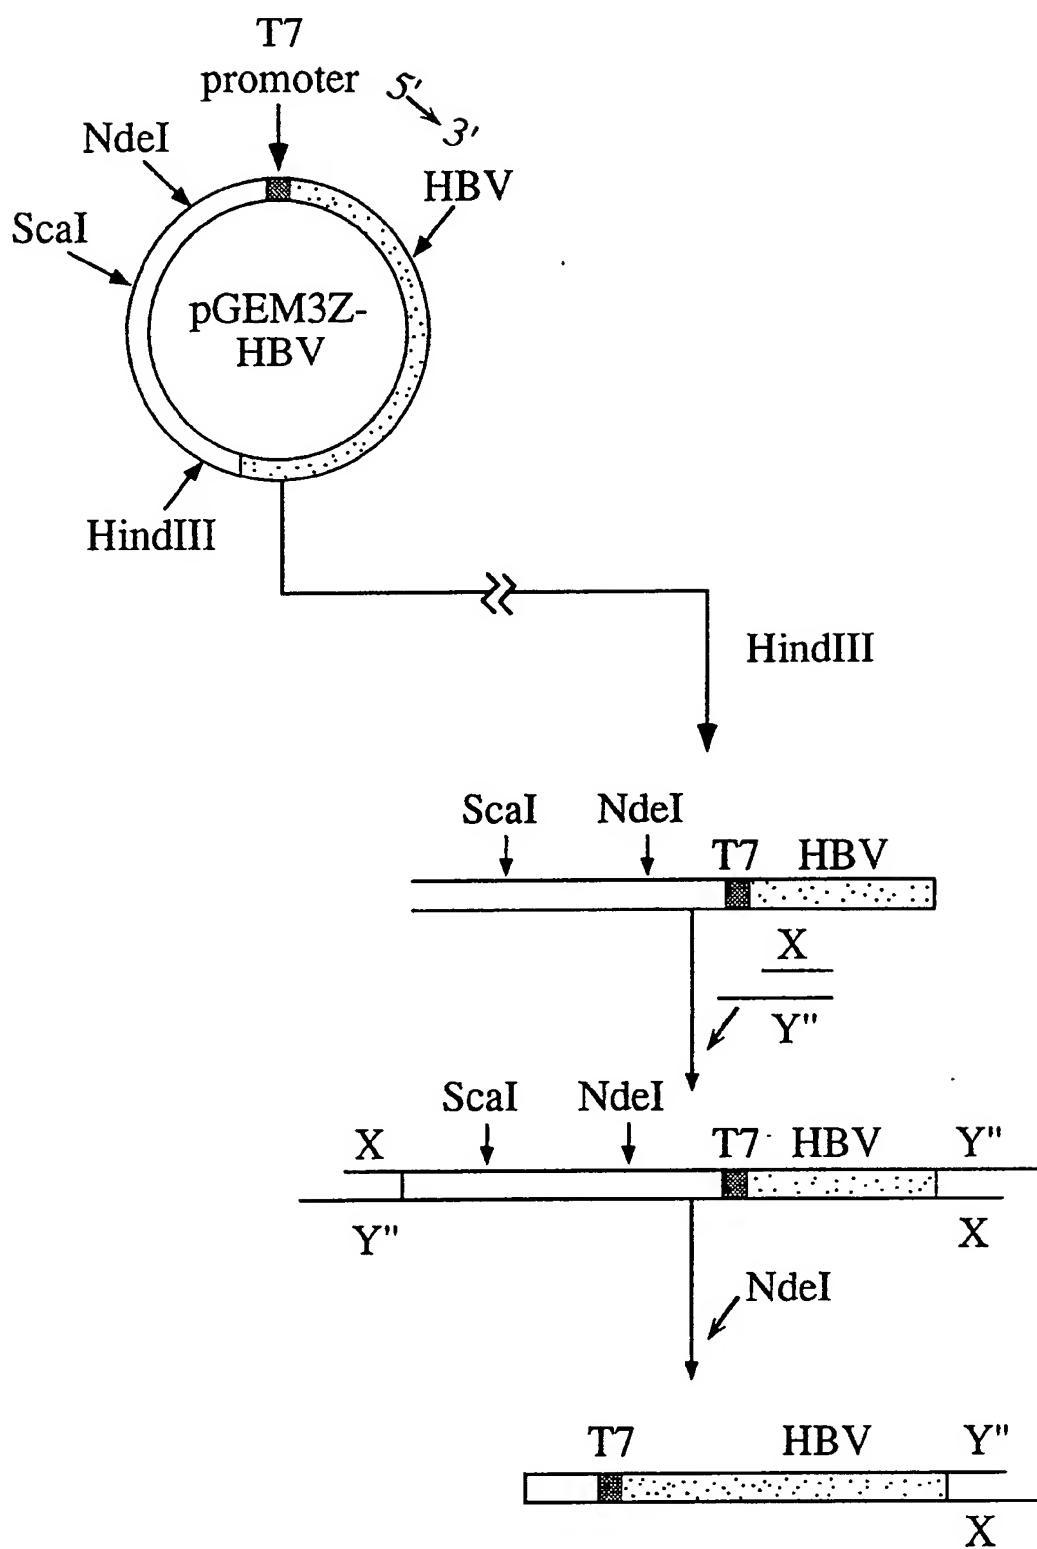 T7
promoter
5'
3'
NdeI
HBV
ScaI
pGEM3Z-
HBV
HindIII
HindIII
ScaI NdeI
T7 HBV
X
Y"
ScaI NdeI
X T7 HBV Y"
Y" X
NdeI
T7 HBV Y"
X